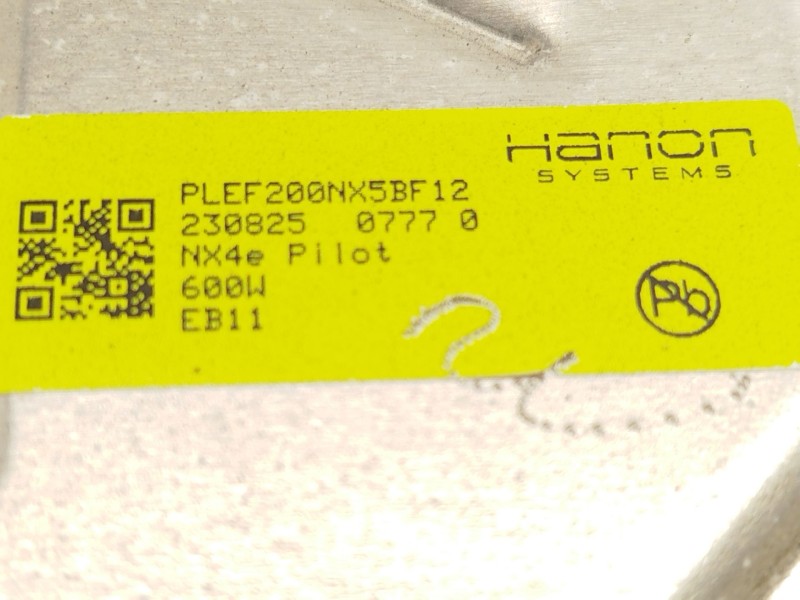 Hanon
SYSTEMS
PLEF200NX5BF12
230825 0777 0
NX4e Pilot
600W
EB11
Pb